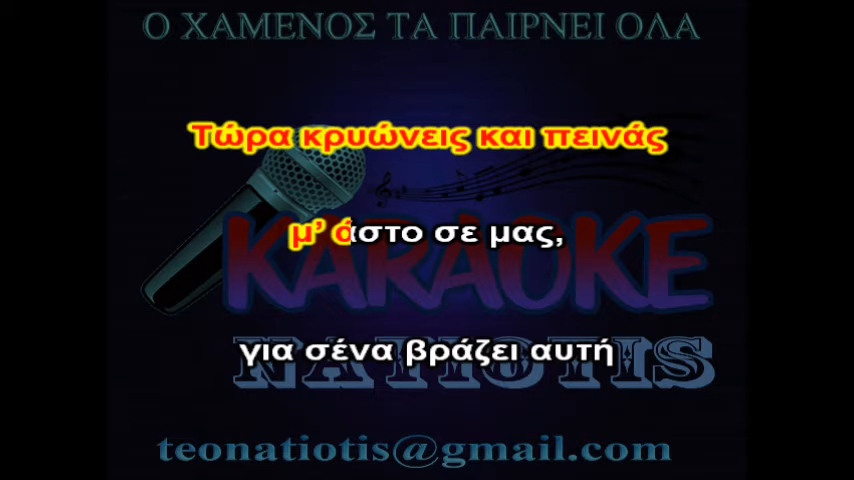 Ο ΧΑΜΕΝΟΣ ΤΑ ΠΑΙΡΝΕΙ ΟΛΑ
Τώρα κρυώνεις και πεινάς
μ’ άστο σε μας,
KARAOKE
για σένα βράζει αυτή
NATIOTIS
teonatiotis@gmail.com